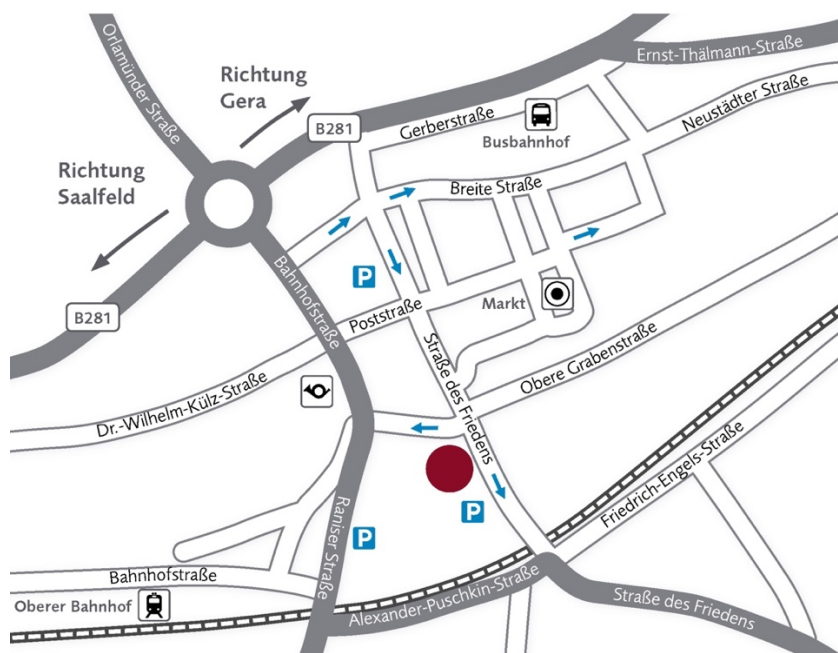 Orlamünder Straße
Richtung
Gera
Ernst-Thälmann-Straße
B281
Gerberstraße
Busbahnhof
Neustädter Straße
Richtung
Saalfeld
Breite Straße
Bahnhofstraße
P
Markt
B281
Poststraße
Straße des Friedens
Obere Grabenstraße
Dr.-Wilhelm-Külz-Straße
Friedrich-Engels-Straße
P
P
Raniser Straße
Bahnhofstraße
Oberer Bahnhof
Alexander-Puschkin-Straße
Straße des Friedens